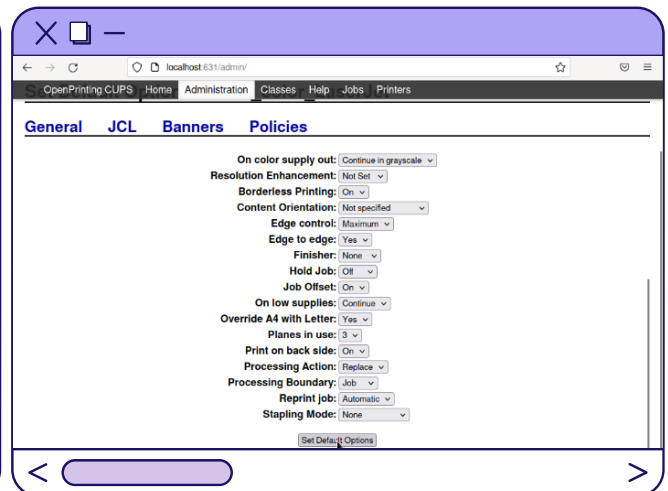 localhost:631/admin/
OpenPrinting CUPS Home Administration Classes Help Jobs Printers
General JCL Banners Policies
On color supply out: Continue in grayscale
Resolution Enhancement: Not Set
Borderless Printing: On
Content Orientation: Not specified
Edge control: Maximum
Edge to edge: Yes
Finisher: None
Hold Job: Off
Job Offset: On
On low supplies: Continue
Override A4 with Letter: Yes
Planes in use: 3
Print on back side: On
Processing Action: Replace
Processing Boundary: Job
Reprint job: Automatic
Stapling Mode: None
Set Default Options